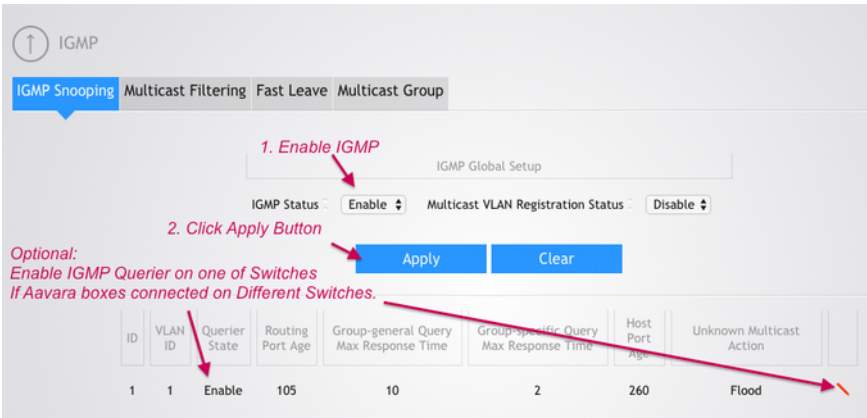 IGMP
IGMP Snooping Multicast Filtering Fast Leave Multicast Group
1. Enable IGMP
IGMP Global Setup
IGMP Status : Enable Multicast VLAN Registration Status : Disable
2. Click Apply Button
Apply Clear
Optional:
Enable IGMP Querier on one of Switches
If Aavara boxes connected on Different Switches.
ID VLAN ID Querier State Routing Port Age Group-general Query Max Response Time Group-specific Query Max Response Time Host Port Age Unknown Multicast Action
1 1 Enable 105 10 2 260 Flood